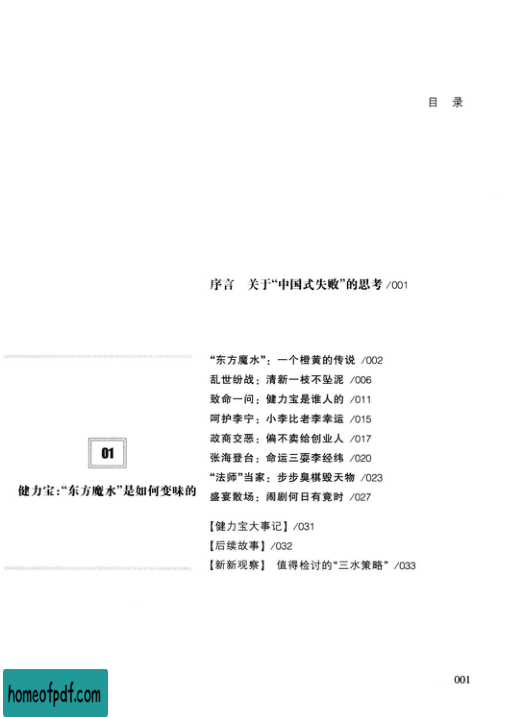 目 录
序言 关于“中国式失败”的思考 /001
01
健力宝：“东方魔水”是如何变味的
“东方魔水”：一个橙黄的传说 /002
乱世纷战：清新一枝不坠泥 /006
致命一问：健力宝是谁人的 /011
呵护李宁：小李比老李幸运 /015
政商交恶：偏不卖给创业人 /017
张海登台：命运三耍李经纬 /020
“法师”当家：步步臭棋毁天物 /023
盛宴散场：闹剧何日有竟时 /027
【健力宝大事记】/031
【后续故事】/032
【新新观察】 值得检讨的“三水策略” /033
001
homeofpdf.com